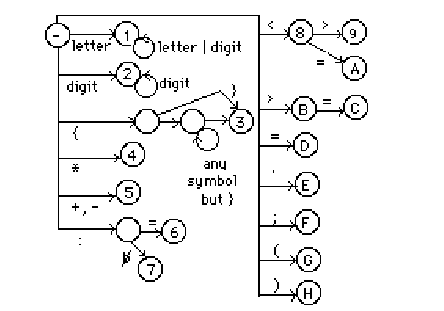 - letter 1 letter | digit
digit 2 digit
{ } 3
any
symbol
but }
* 4
+,- 5
: = 6
7
< 8 > 9
= A
> B = C
= D
E
; F
( G
) H